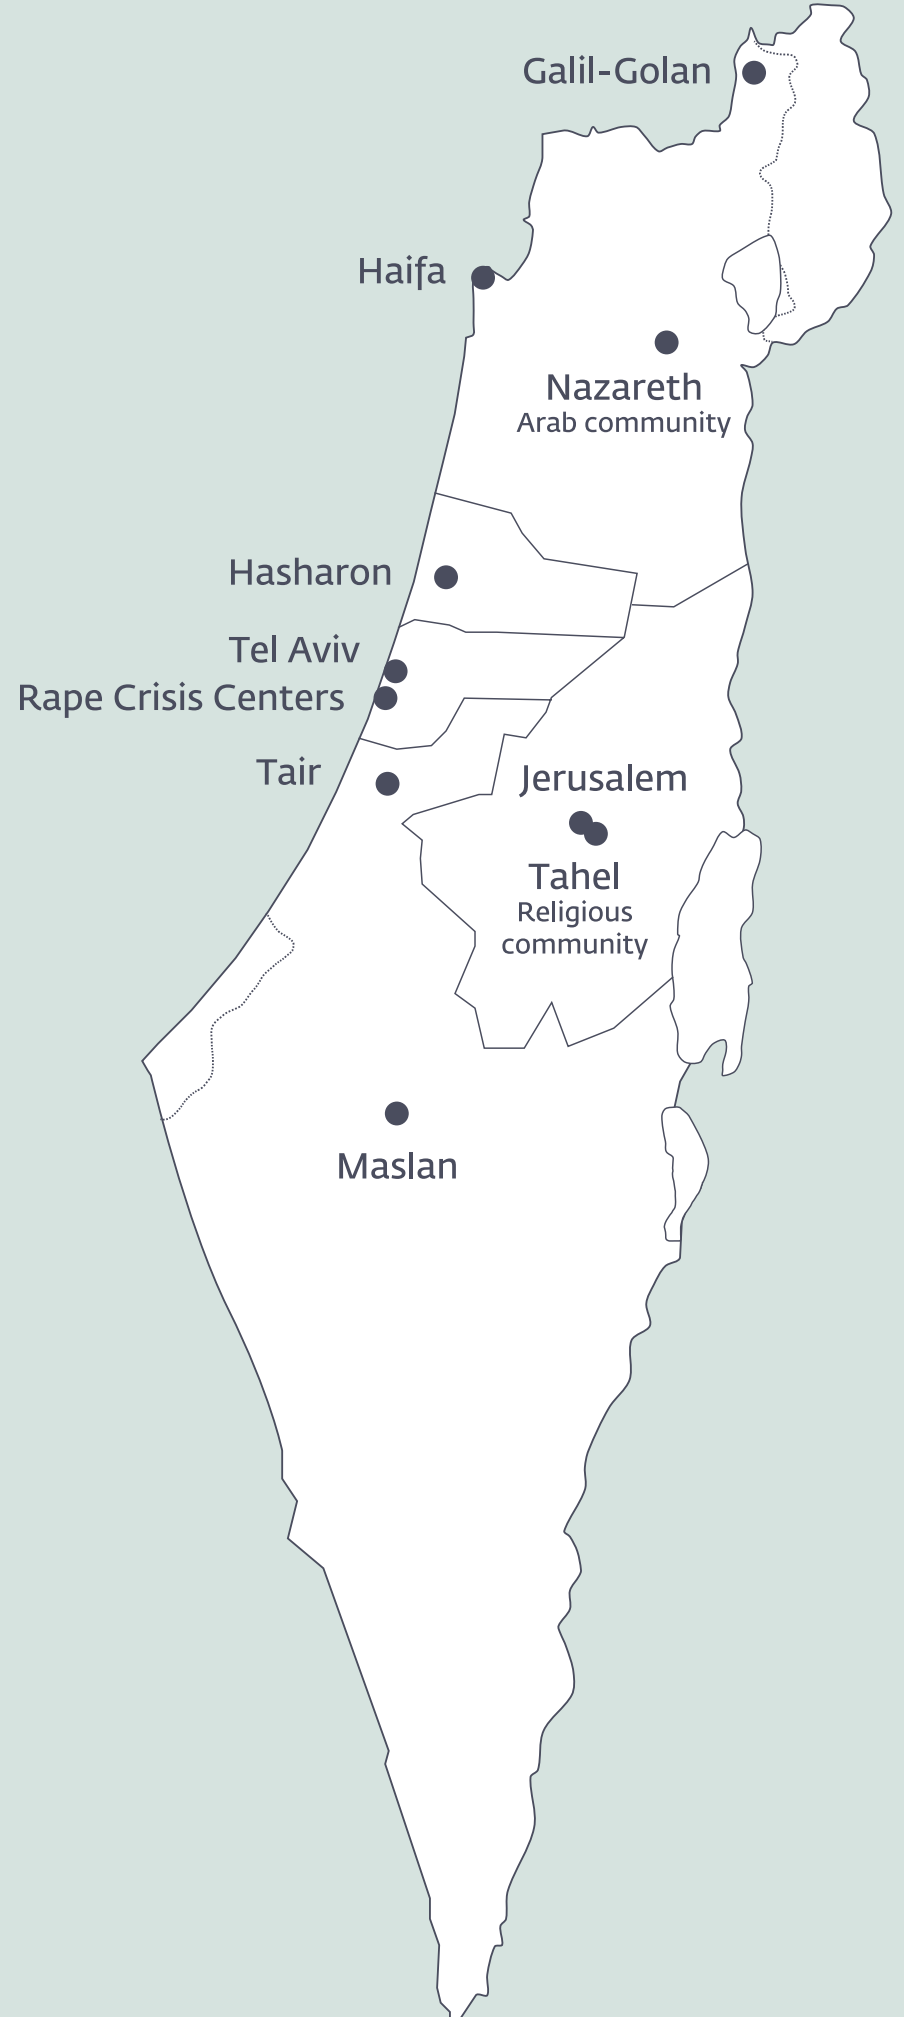 Galil-Golan
Haifa
Nazareth
Arab community
Hasharon
Tel Aviv
Rape Crisis Centers
Tair
Jerusalem
Tahel
Religious
community
Maslan